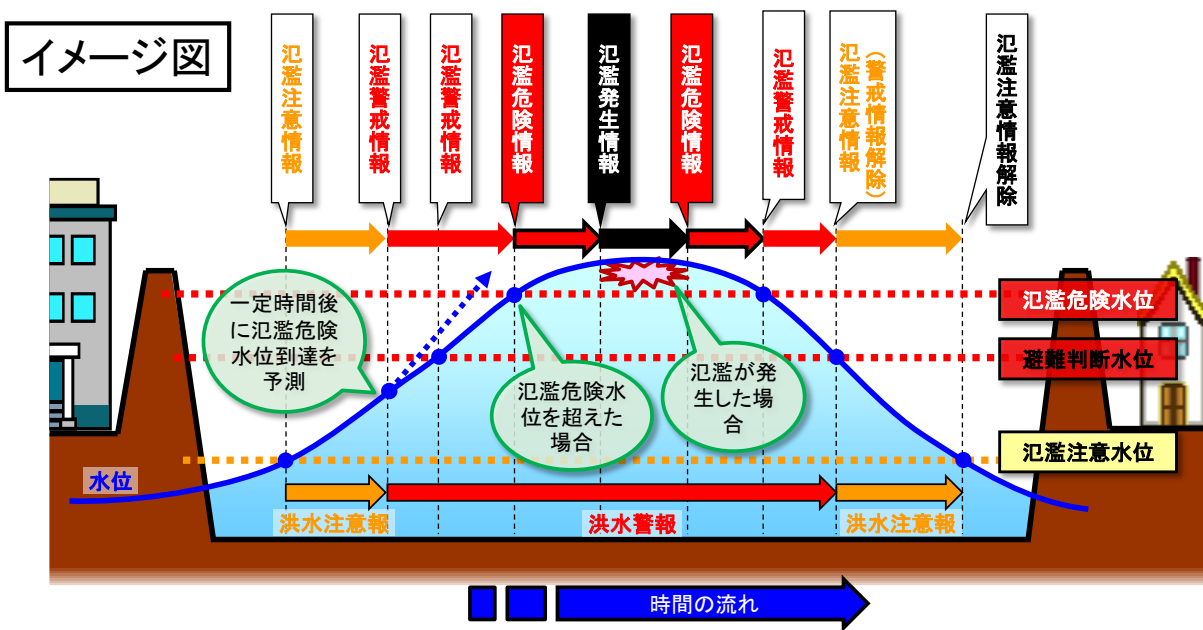 イメージ図
氾濫注意情報
氾濫警戒情報
氾濫警戒情報
氾濫危険情報
氾濫発生情報
氾濫危険情報
氾濫警戒情報
(警戒情報解除)
氾濫注意情報
氾濫注意情報解除
一定時間後
に氾濫危険
水位到達を
予測
氾濫危険水
位を超えた
場合
氾濫が発
生した場
合
氾濫危険水位
避難判断水位
氾濫注意水位
水位
洪水注意報
洪水警報
洪水注意報
時間の流れ